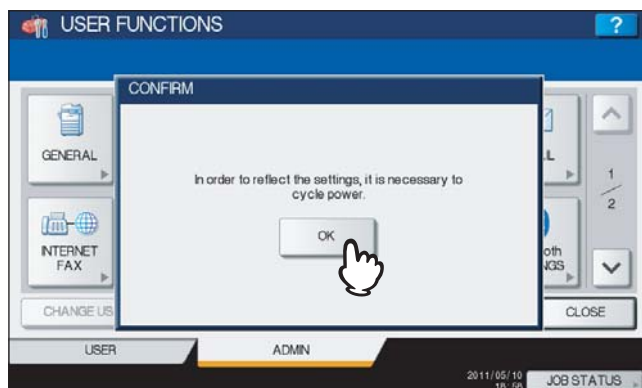 USER FUNCTIONS
?
CONFIRM
GENERAL
In order to reflect the settings, it is necessary to
cycle power.
OK
1
2
INTERNET
FAX
CHANGE
CLOSE
USER
ADMIN
2011/05/10
JOB STATUS